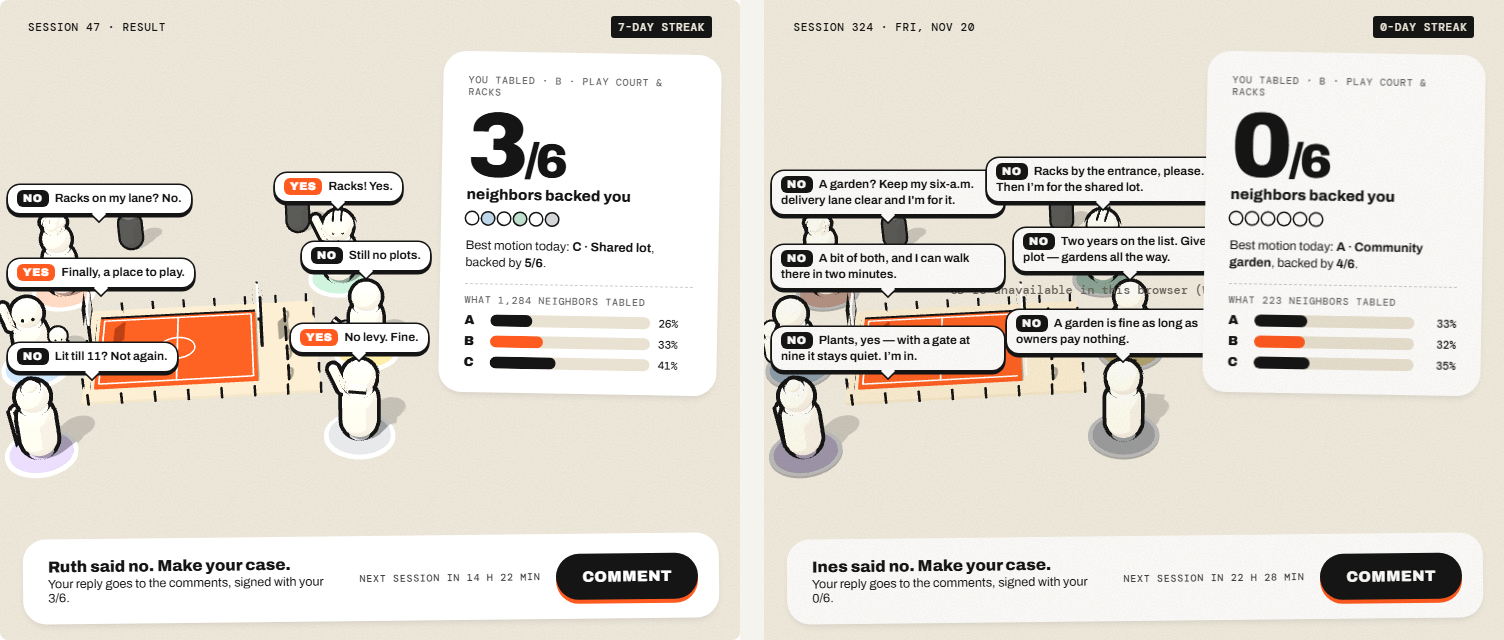 SESSION 47 · RESULT
7-DAY STREAK
YOU TABLED · B · PLAY COURT &
RACKS
3/6
neighbors backed you
Best motion today: C · Shared lot,
backed by 5/6.
WHAT 1,284 NEIGHBORS TABLED
A 26%
B 33%
C 41%
NO Racks on my lane? No.
YES Racks! Yes.
NO Still no plots.
YES Finally, a place to play.
YES No levy. Fine.
NO Lit till 11? Not again.
Ruth said no. Make your case.
Your reply goes to the comments, signed with your
3/6.
NEXT SESSION IN 14 H 22 MIN
COMMENT
SESSION 324 · FRI, NOV 20
0-DAY STREAK
YOU TABLED · B · PLAY COURT &
RACKS
0/6
neighbors backed you
Best motion today: A · Community
garden, backed by 4/6.
WHAT 223 NEIGHBORS TABLED
A 33%
B 32%
C 35%
NO Racks by the entrance, please.
Then I'm for the shared lot.
NO A garden? Keep my six-a.m.
delivery lane clear and I'm for it.
NO Two years on the list. Give
plot — gardens all the way.
NO A bit of both, and I can walk
there in two minutes.
unavailable in this browser
NO A garden is fine as long as
owners pay nothing.
NO Plants, yes — with a gate at
nine it stays quiet. I'm in.
Ines said no. Make your case.
Your reply goes to the comments, signed with your
0/6.
NEXT SESSION IN 22 H 28 MIN
COMMENT